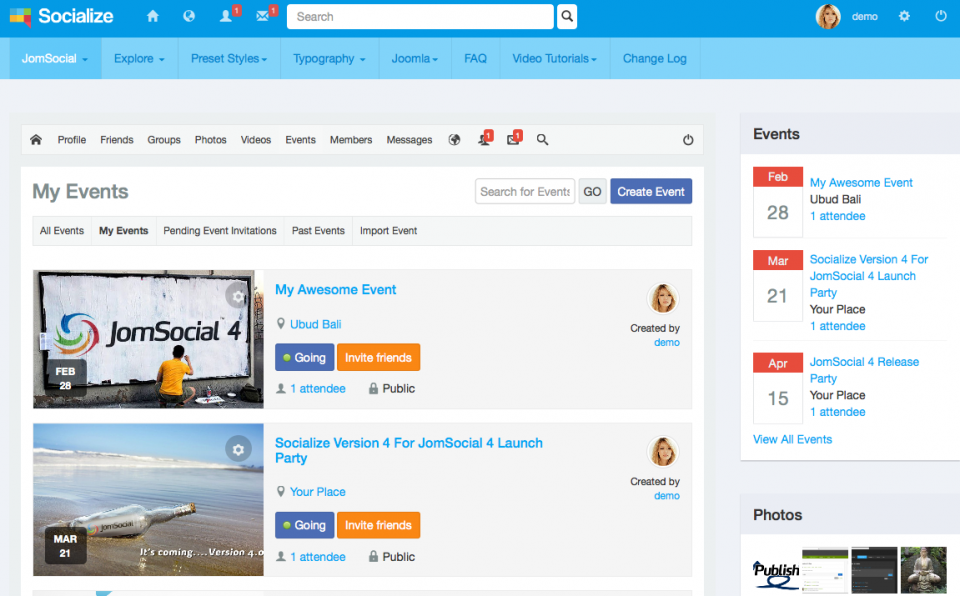 Socialize
1
1
Search
demo
JomSocial
Explore
Preset Styles
Typography
Joomla
FAQ
Video Tutorials
Change Log
Profile
Friends
Groups
Photos
Videos
Events
Members
Messages
1
1
My Events
Search for Events
GO
Create Event
All Events
My Events
Pending Event Invitations
Past Events
Import Event
JomSocial 4
FEB
28
My Awesome Event
Ubud Bali
Going
Invite friends
1 attendee
Public
Created by
demo
JomSocial
It's coming....Version 4.0
MAR
21
Socialize Version 4 For JomSocial 4 Launch
Party
Your Place
Going
Invite friends
1 attendee
Public
Created by
demo
Events
Feb
28
My Awesome Event
Ubud Bali
1 attendee
Mar
21
Socialize Version 4 For
JomSocial 4 Launch
Party
Your Place
1 attendee
Apr
15
JomSocial 4 Release
Party
Your Place
1 attendee
View All Events
Photos
Publish